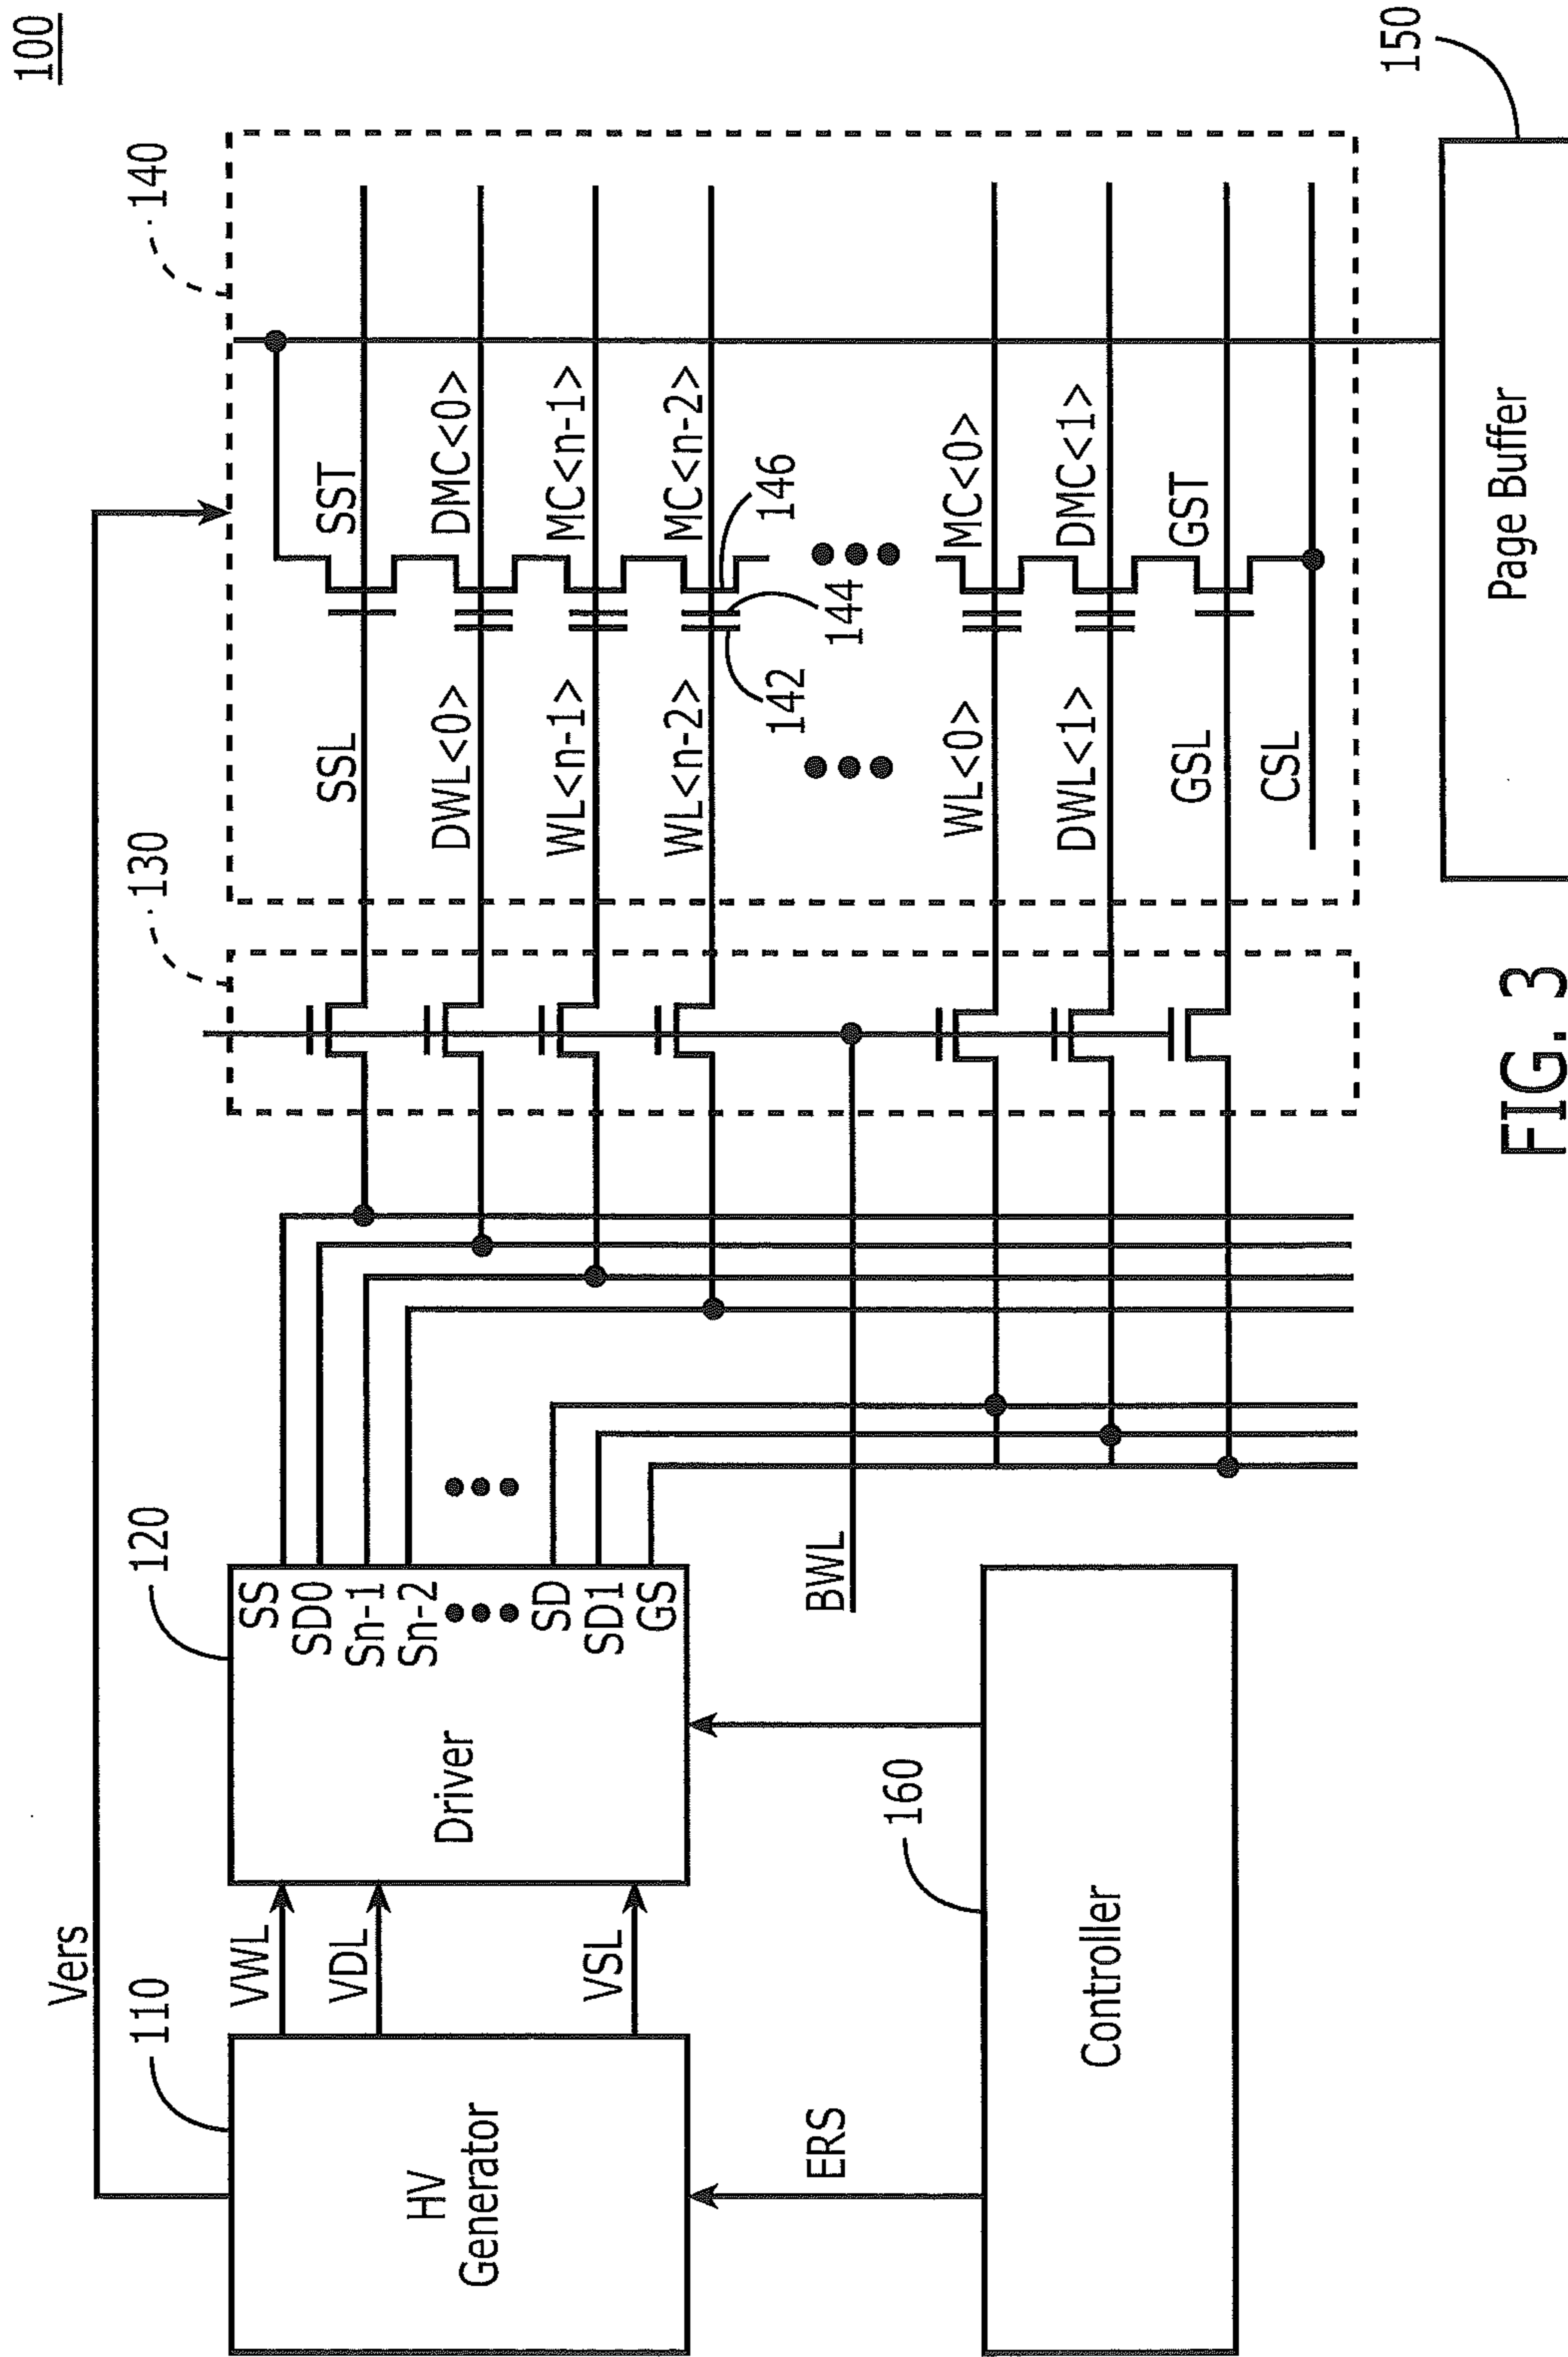 100
Vers
110
HV
Generator
VWL
VDL
VSL
120
Driver
SS
SD0
Sn-1
Sn-2
SD
SD1
GS
ERS
160
Controller
BWL
130
140
SSL
SST
DWL<0>
DMC<0>
WL<n-1>
MC<n-1>
WL<n-2>
MC<n-2>
142
144
146
WL<0>
MC<0>
DWL<1>
DMC<1>
GSL
GST
CSL
150
Page Buffer
FIG. 3